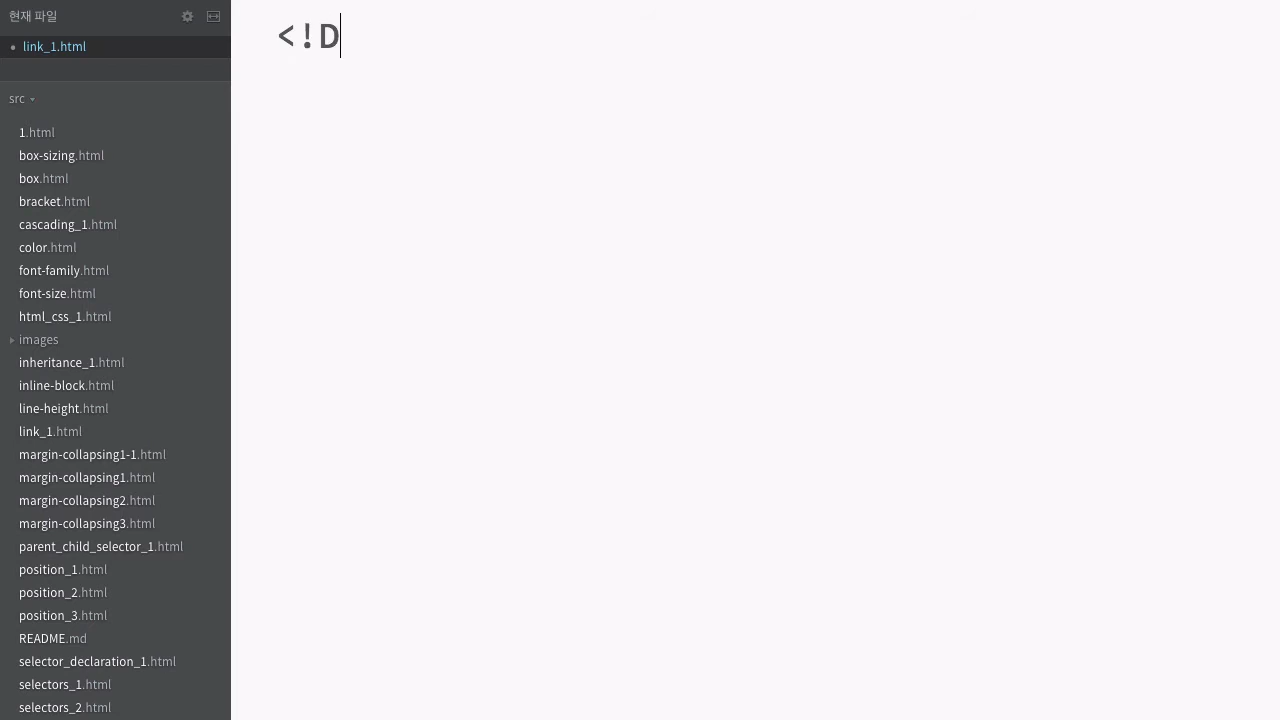 현재 파일
link_1.html
src
1.html
box-sizing.html
box.html
bracket.html
cascading_1.html
color.html
font-family.html
font-size.html
html_css_1.html
images
inheritance_1.html
inline-block.html
line-height.html
link_1.html
margin-collapsing1-1.html
margin-collapsing1.html
margin-collapsing2.html
margin-collapsing3.html
parent_child_selector_1.html
position_1.html
position_2.html
position_3.html
README.md
selector_declaration_1.html
selectors_1.html
selectors_2.html
<!D